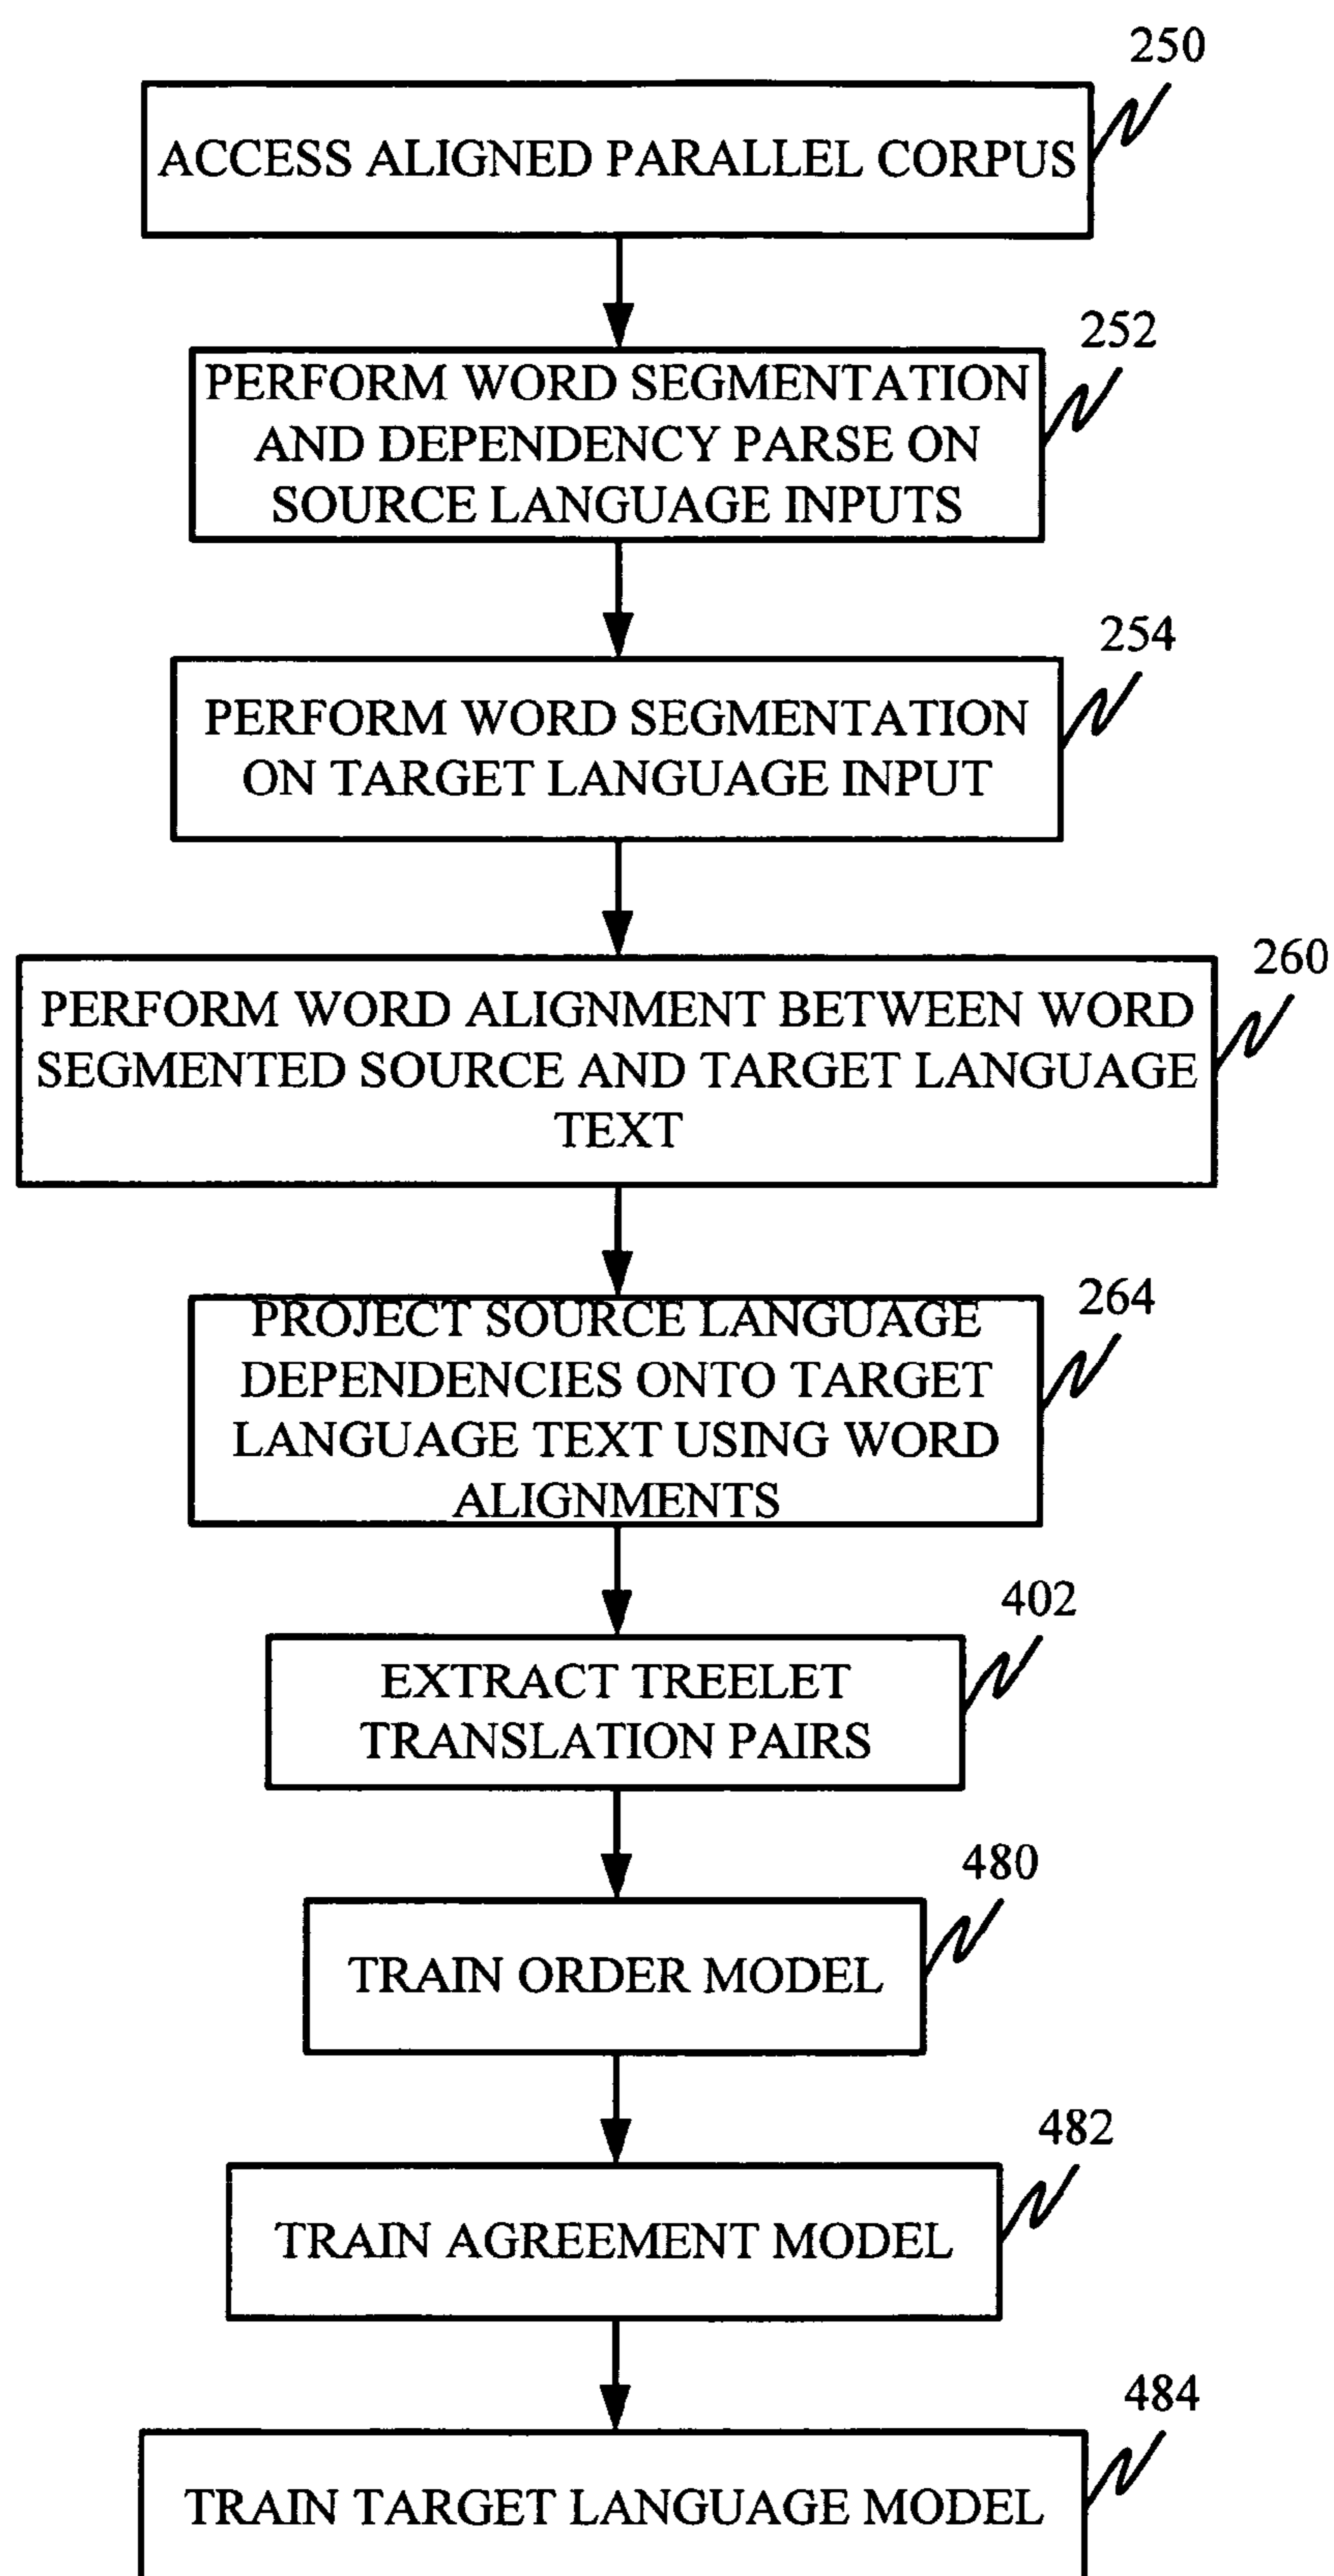 250
ACCESS ALIGNED PARALLEL CORPUS
252
PERFORM WORD SEGMENTATION
AND DEPENDENCY PARSE ON
SOURCE LANGUAGE INPUTS
254
PERFORM WORD SEGMENTATION
ON TARGET LANGUAGE INPUT
260
PERFORM WORD ALIGNMENT BETWEEN WORD
SEGMENTED SOURCE AND TARGET LANGUAGE
TEXT
264
PROJECT SOURCE LANGUAGE
DEPENDENCIES ONTO TARGET
LANGUAGE TEXT USING WORD
ALIGNMENTS
402
EXTRACT TREELET
TRANSLATION PAIRS
480
TRAIN ORDER MODEL
482
TRAIN AGREEMENT MODEL
484
TRAIN TARGET LANGUAGE MODEL